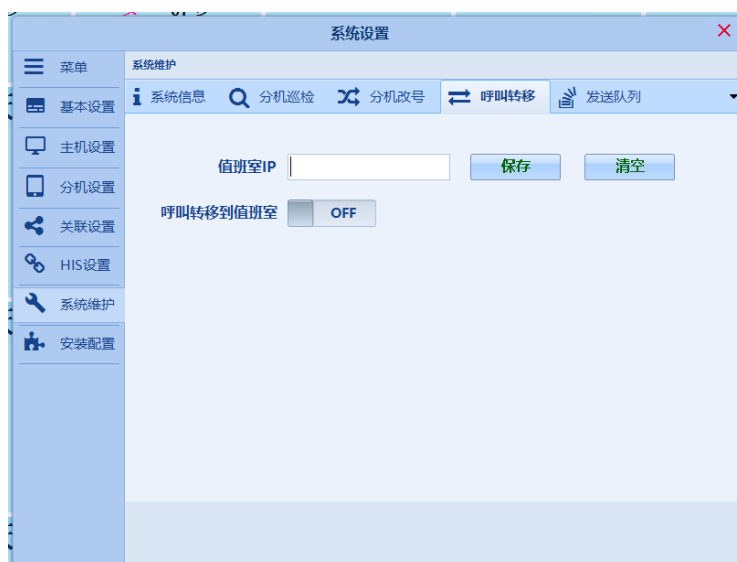 系统设置
菜单
系统维护
系统信息 分机巡检 分机改号 呼叫转移 发送队列
基本设置
主机设置
分机设置
关联设置
HIS设置
系统维护
安装配置
值班室IP 保存 清空
呼叫转移到值班室 OFF